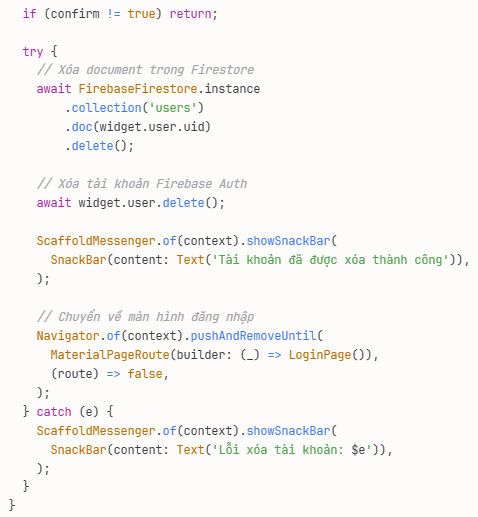 if (confirm != true) return;
try {
// Xóa document trong Firestore
await FirebaseFirestore.instance
.collection('users')
.doc(widget.user.uid)
.delete();
// Xóa tài khoản Firebase Auth
await widget.user.delete();
ScaffoldMessenger.of(context).showSnackBar(
SnackBar(content: Text('Tài khoản đã được xóa thành công')),
);
// Chuyển về màn hình đăng nhập
Navigator.of(context).pushAndRemoveUntil(
MaterialPageRoute(builder: (_) => LoginPage()),
(route) => false,
);
} catch (e) {
ScaffoldMessenger.of(context).showSnackBar(
SnackBar(content: Text('Lỗi xóa tài khoản: $e')),
);
}
}